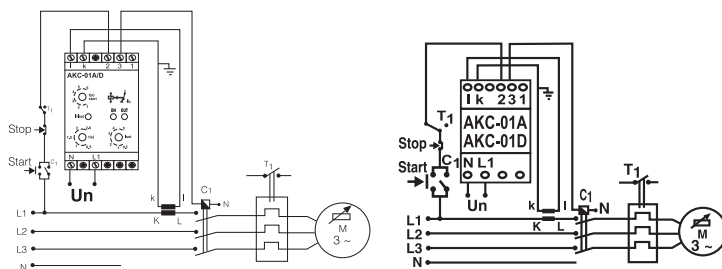 l k 2 3 1
AKC-01A/D
T1
Stop
Start
C1
N L1
Un
k l
K L
T1
C1
N
L1
L2
L3
N
M
3 ~
l k 2 3 1
AKC-01A
AKC-01D
T1
Stop
Start
C1
N L1
Un
k l
K L
T1
C1
N
L1
L2
L3
N
M
3 ~